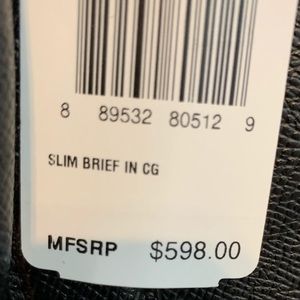 8 89532 80512 9
SLIM BRIEF IN CG
MFSRP $598.00